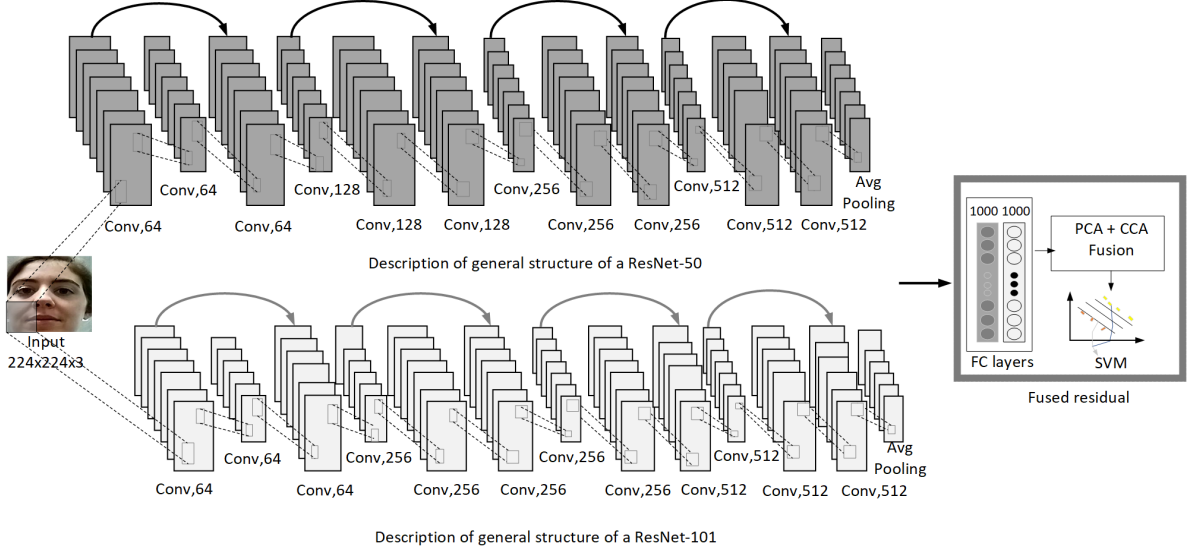 Conv,64
Conv,128
Conv,256
Conv,512
Avg
Pooling
Conv,64
Conv,64
Conv,128
Conv,128
Conv,256
Conv,256
Conv,512
Conv,512
Description of general structure of a ResNet-50
Input
224x224x3
1000 1000
PCA + CCA
Fusion
FC layers
SVM
Fused residual
Conv,64
Conv,256
Conv,256
Conv,512
Avg
Pooling
Conv,64
Conv,64
Conv,256
Conv,256
Conv,256
Conv,512
Conv,512
Conv,512
Description of general structure of a ResNet-101